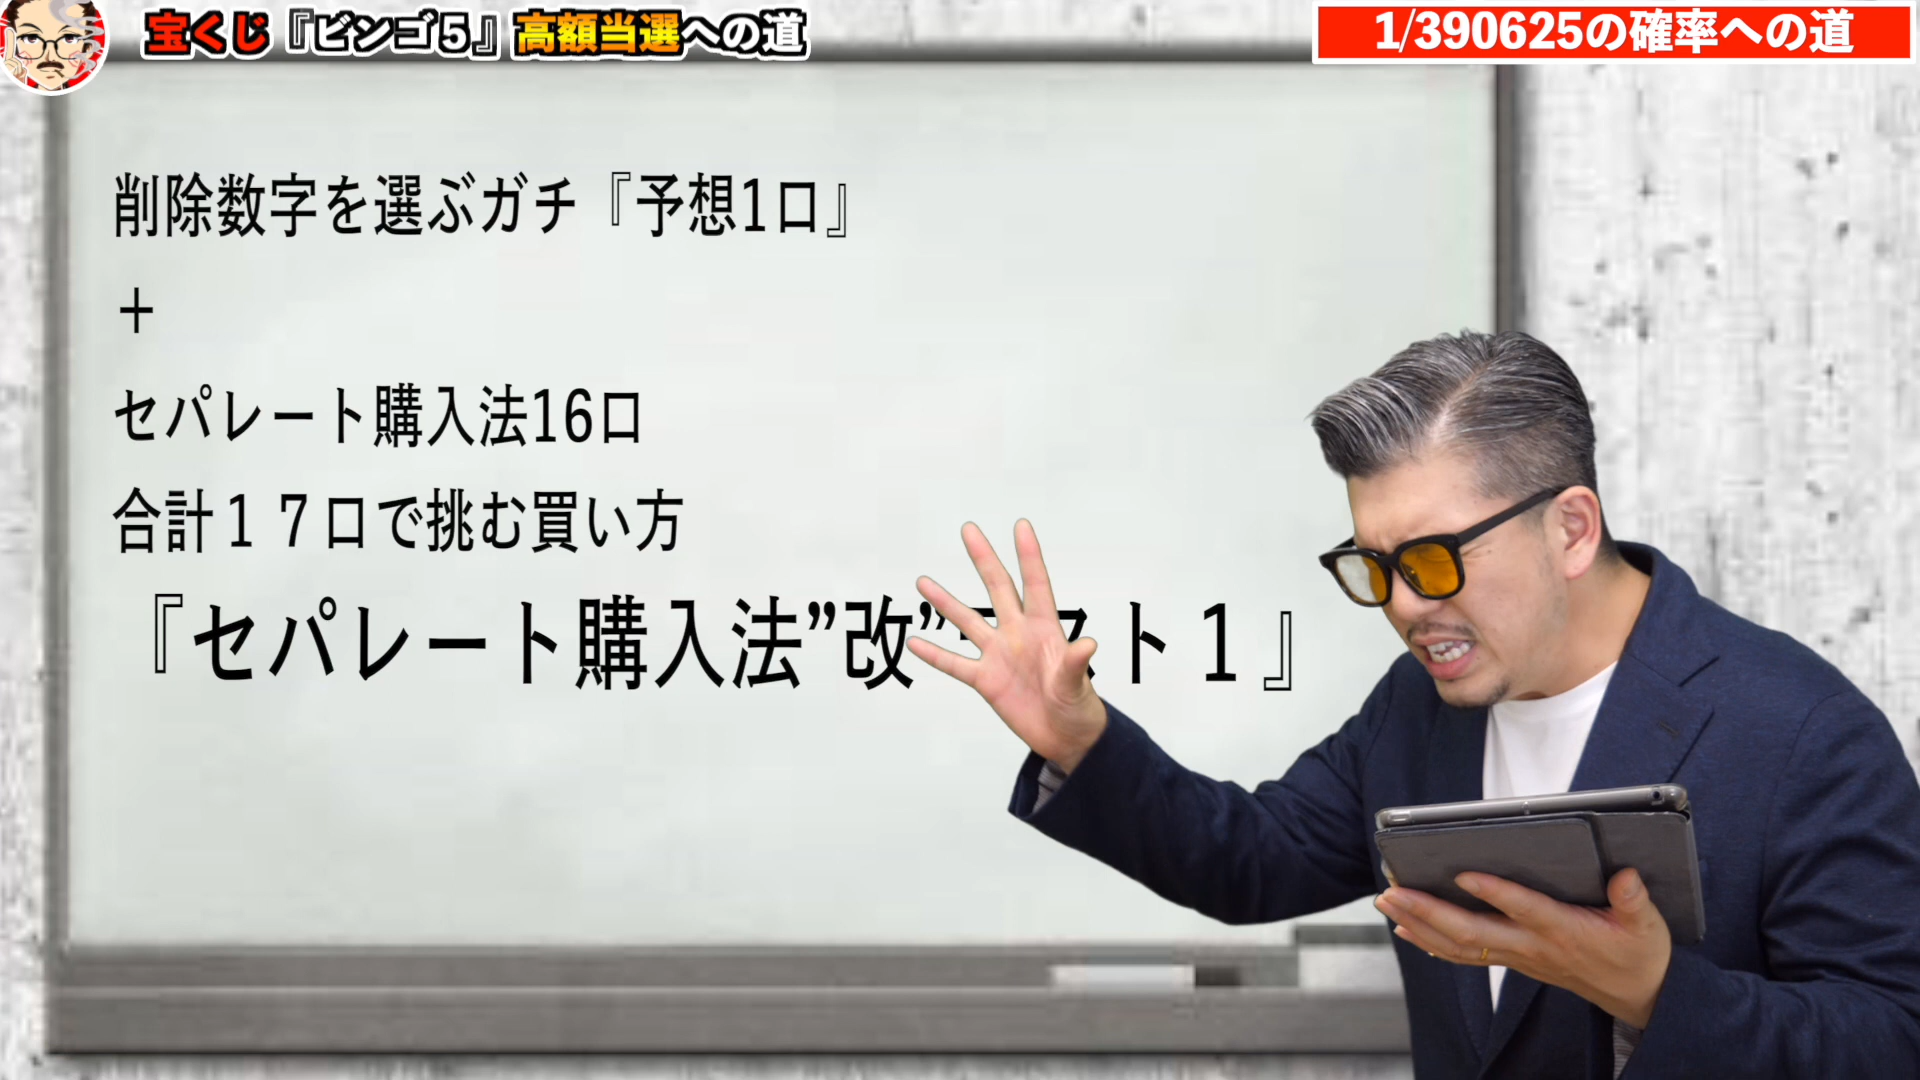 宝くじ『ビンゴ５』高額当選への道
1/390625の確率への道
削除数字を選ぶガチ『予想1口』
＋
セパレート購入法16口
合計１７口で挑む買い方
『セパレート購入法”改” スト１』